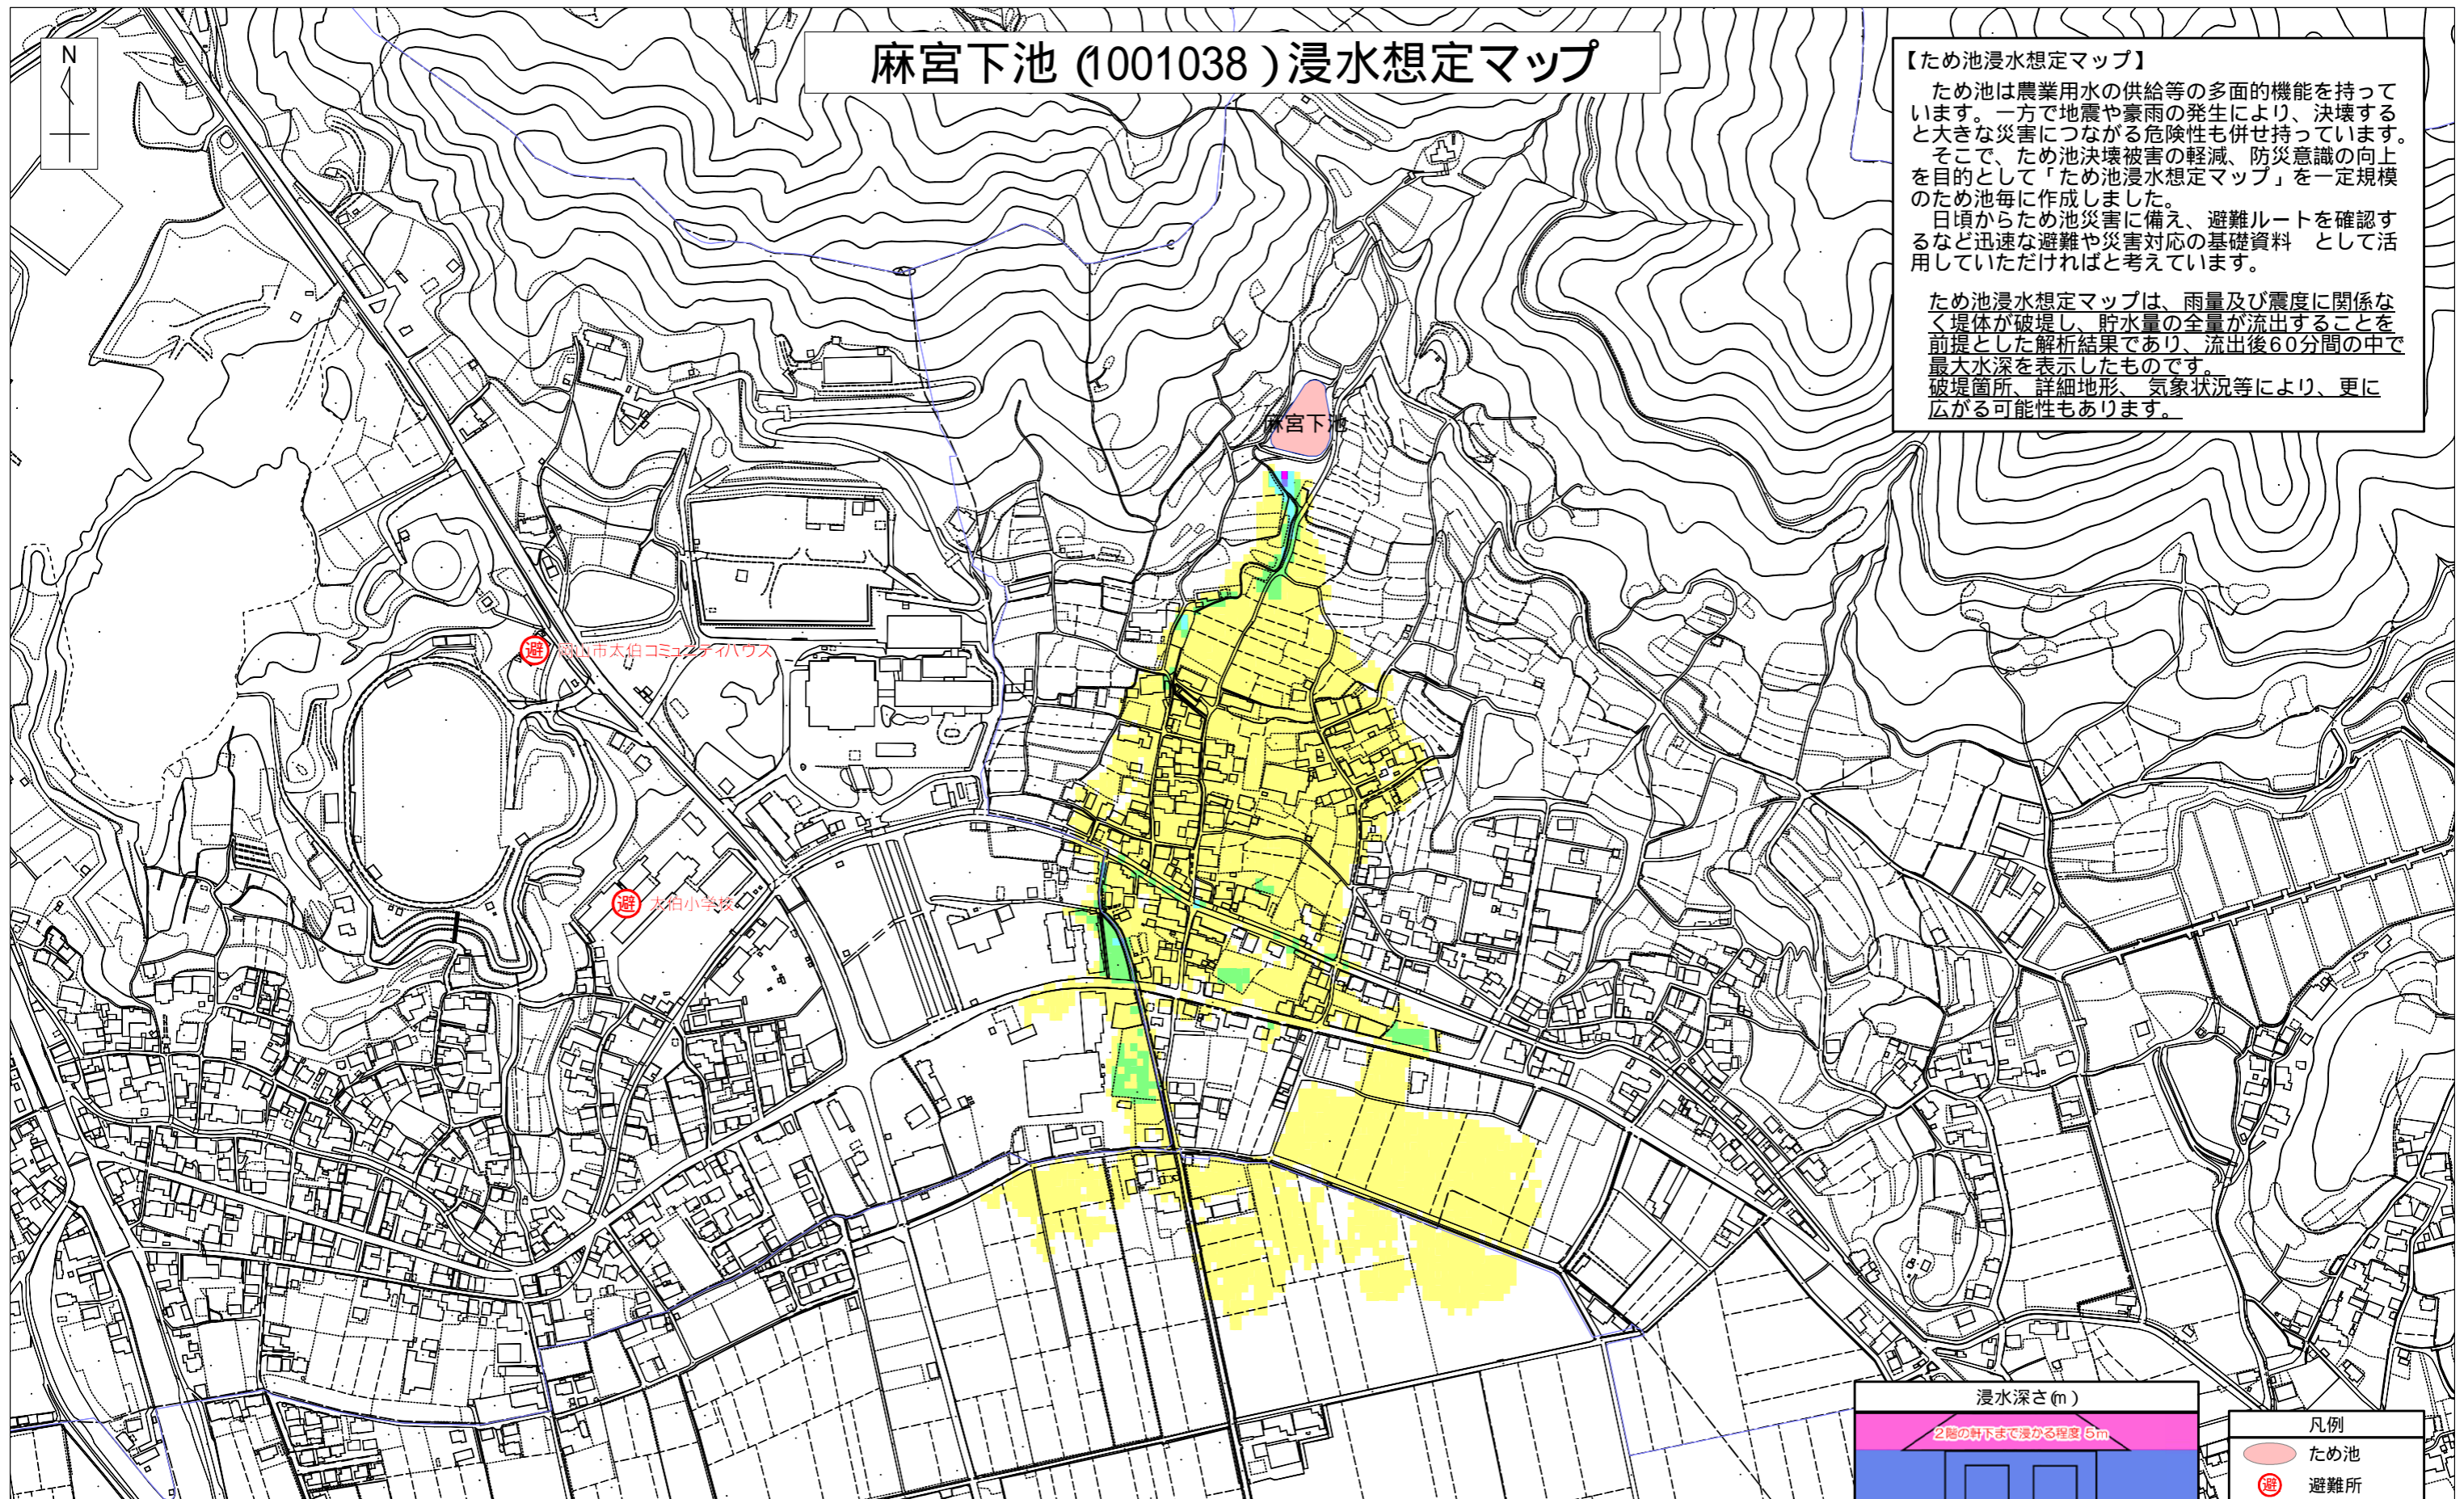 N
麻宮下池 (1001038 ) 浸水想定マップ
【ため池浸水想定マップ】
ため池は農業用水の供給等の多面的機能を持って
います。一方で地震や豪雨の発生により、決壊する
と大きな災害につながる危険性も併せ持っています。
そこで、ため池決壊被害の軽減、防災意識の向上
を目的として「ため池浸水想定マップ」を一定規模
のため池毎に作成しました。
日頃からため池災害に備え、避難ルートを確認す
るなど迅速な避難や災害対応の基礎資料 として活
用していただければと考えています。
ため池浸水想定マップは、雨量及び震度に関係な
く堤体が破堤し、貯水量の全量が流出することを
前提とした解析結果であり、流出後60分間の中で
最大水深を表示したものです。
破堤箇所、詳細地形、 気象状況等により、更に
広がる可能性もあります。
麻宮下池
避 岡山市太伯コミュニティハウス
避 太伯小学校
浸水深さ(m)
2階の軒下まで浸かる程度 5m
凡例
ため池
避 避難所